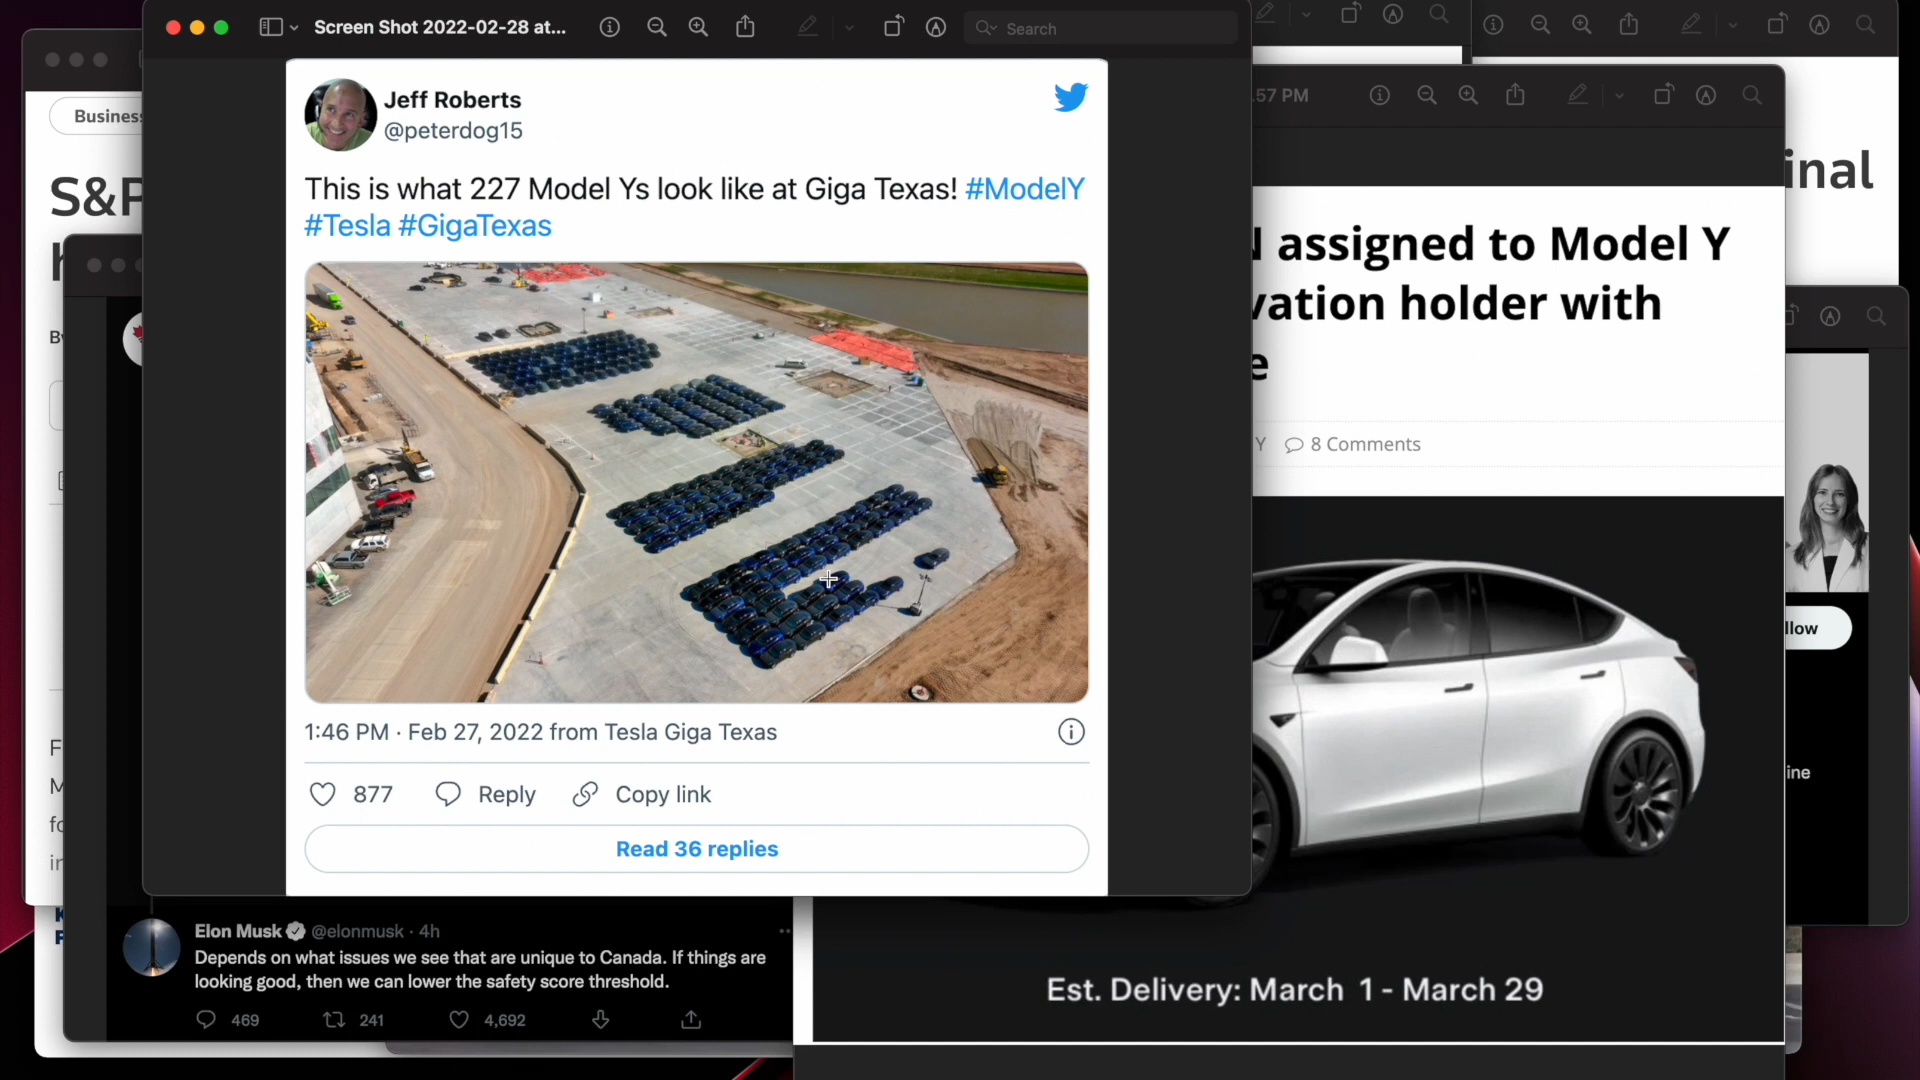 Screen Shot 2022-02-28 at...
Search
Jeff Roberts
@peterdog15
This is what 227 Model Ys look like at Giga Texas! #ModelY
#Tesla #GigaTexas
1:46 PM · Feb 27, 2022 from Tesla Giga Texas
877
Reply
Copy link
Read 36 replies
Business
S&P
By
Elon Musk @elonmusk · 4h
Depends on what issues we see that are unique to Canada. If things are
looking good, then we can lower the safety score threshold.
469
241
4,692
.57 PM
assigned to Model Y
vation holder with
e
Y
8 Comments
Est. Delivery: March 1 - March 29
inal
llow
ine